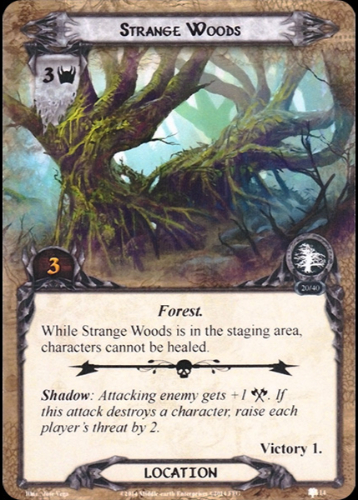 STRANGE WOODS
3
3
20/40
Forest.
While Strange Woods is in the staging area,
characters cannot be healed.
Shadow: Attacking enemy gets +1 . If
this attack destroys a character, raise each
player's threat by 2.
Victory 1.
LOCATION